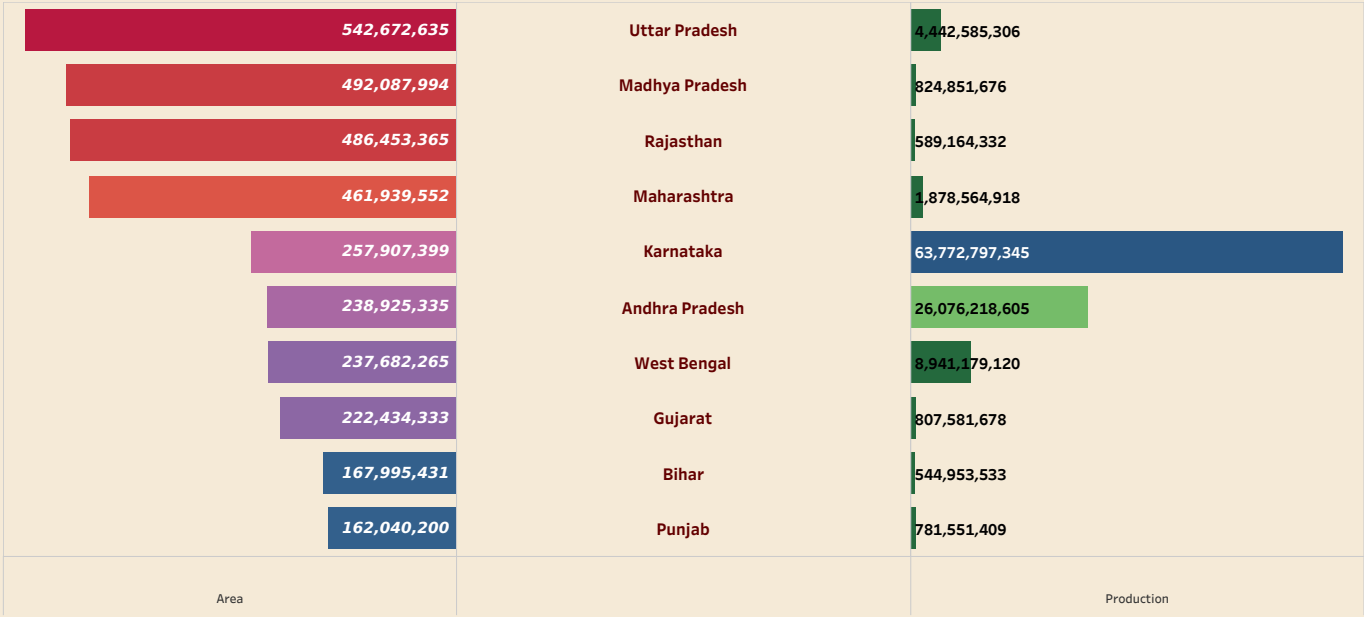 542,672,635 Uttar Pradesh 4,442,585,306
492,087,994 Madhya Pradesh 824,851,676
486,453,365 Rajasthan 589,164,332
461,939,552 Maharashtra 1,878,564,918
257,907,399 Karnataka 63,772,797,345
238,925,335 Andhra Pradesh 26,076,218,605
237,682,265 West Bengal 8,941,179,120
222,434,333 Gujarat 807,581,678
167,995,431 Bihar 544,953,533
162,040,200 Punjab 781,551,409
Area Production